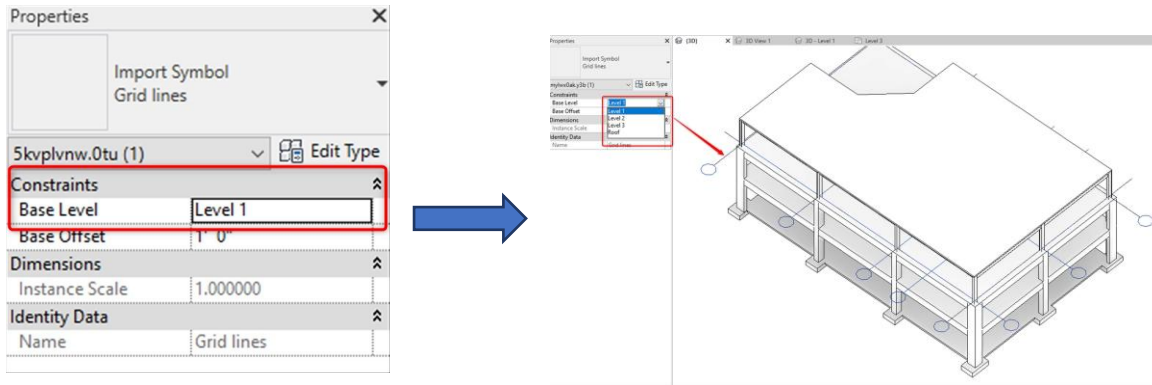 Properties
Import Symbol
Grid lines
5kvplvnw.0tu (1)
Edit Type
Constraints
Base Level Level 1
Base Offset 1' 0"
Dimensions
Instance Scale 1.000000
Identity Data
Name Grid lines
Properties
Import Symbol
Grid lines
Edit Type
Constraints
Base Level Level 1
Base Offset
Level 1
Level 2
Level 3
Roof
Dimensions
Instance Scale
Identity Data
Name Grid lines
{3D}
3D View 1
3D - Level 1
Level 3